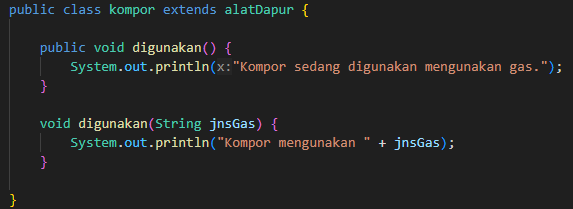 public class kompor extends alatDapur {
public void digunakan() {
System.out.println(x:"Kompor sedang digunakan mengunakan gas.");
}
void digunakan(String jnsGas) {
System.out.println("Kompor mengunakan " + jnsGas);
}
}